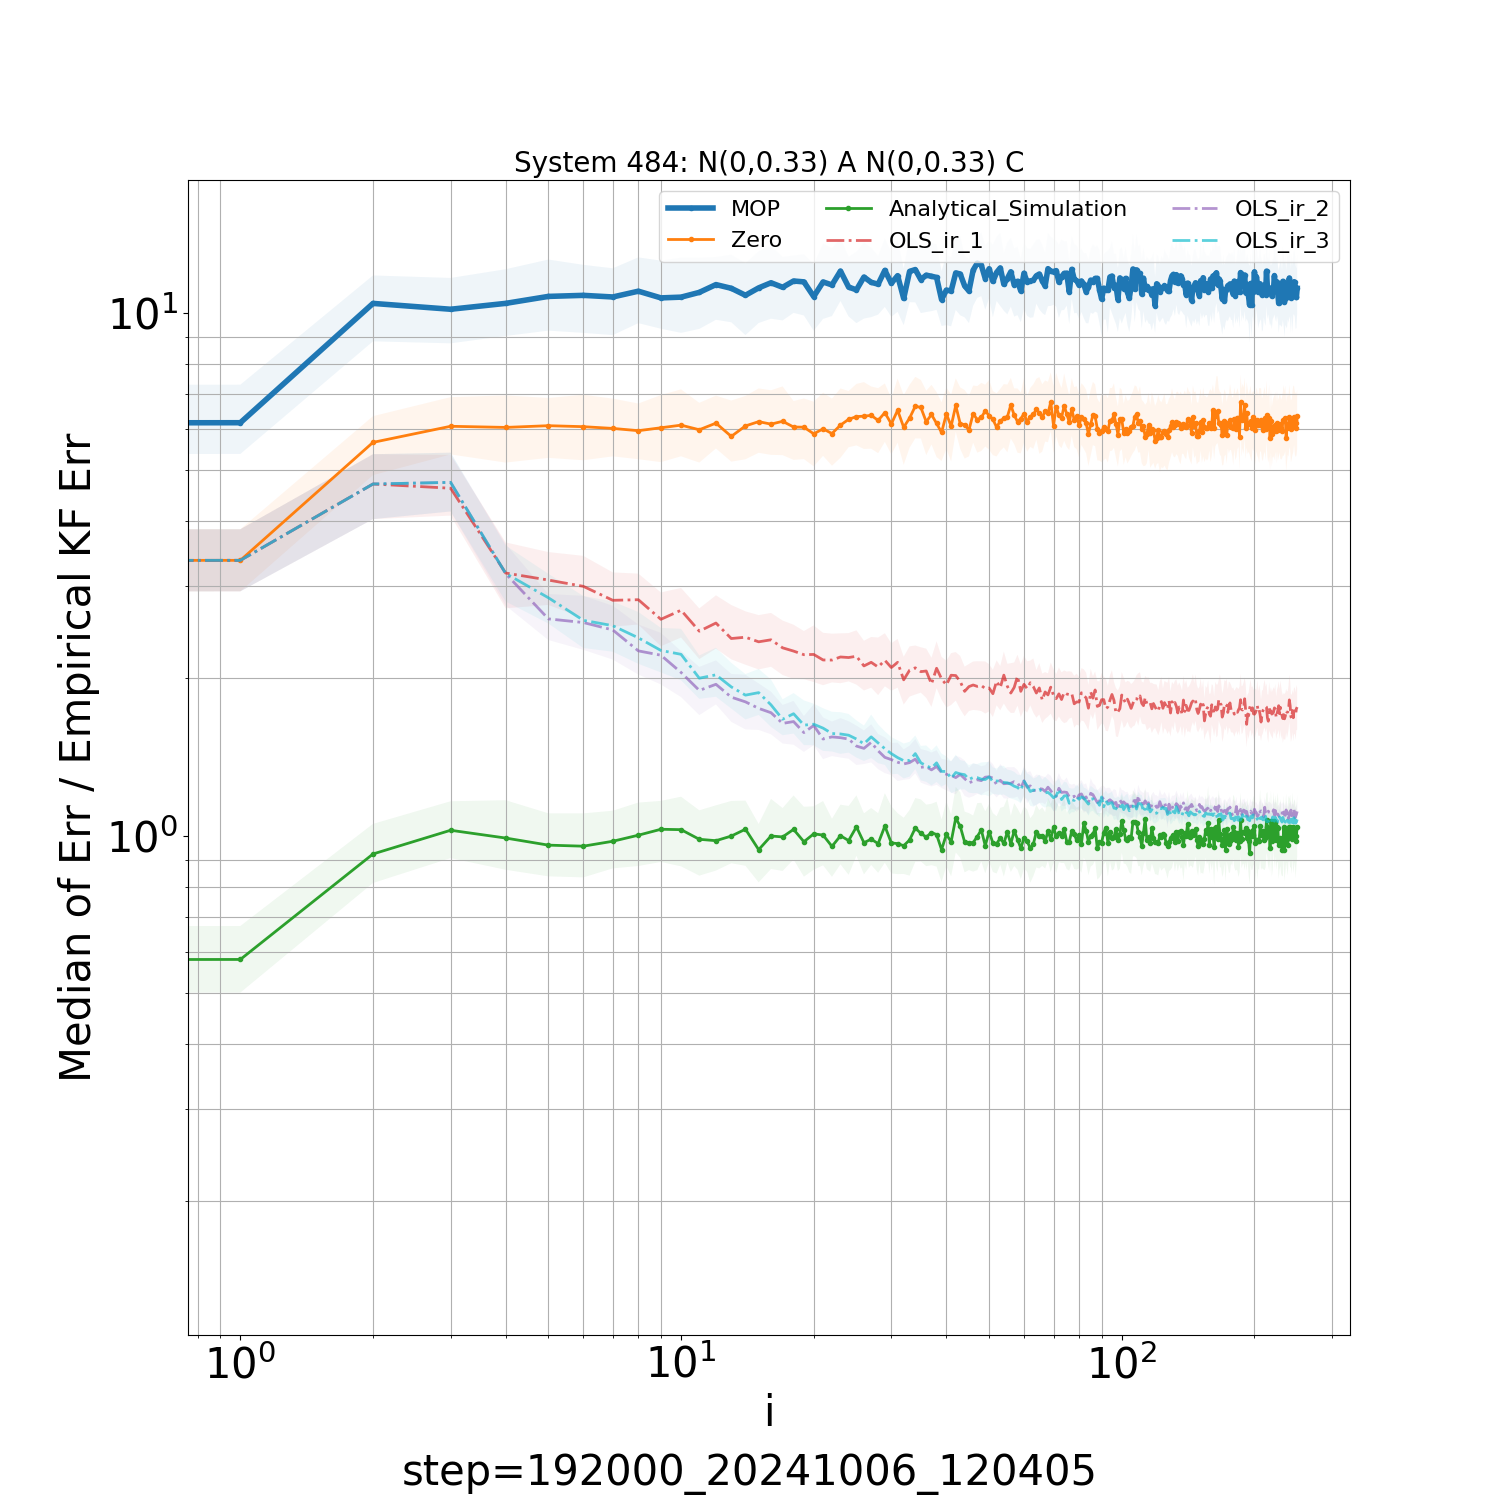 System 484: N(0,0.33) A N(0,0.33) C
MOP
Zero
Analytical_Simulation
OLS_ir_1
OLS_ir_2
OLS_ir_3
Median of Err / Empirical KF Err
10¹
10⁰
10⁰
10¹
10²
i
step=192000_20241006_120405